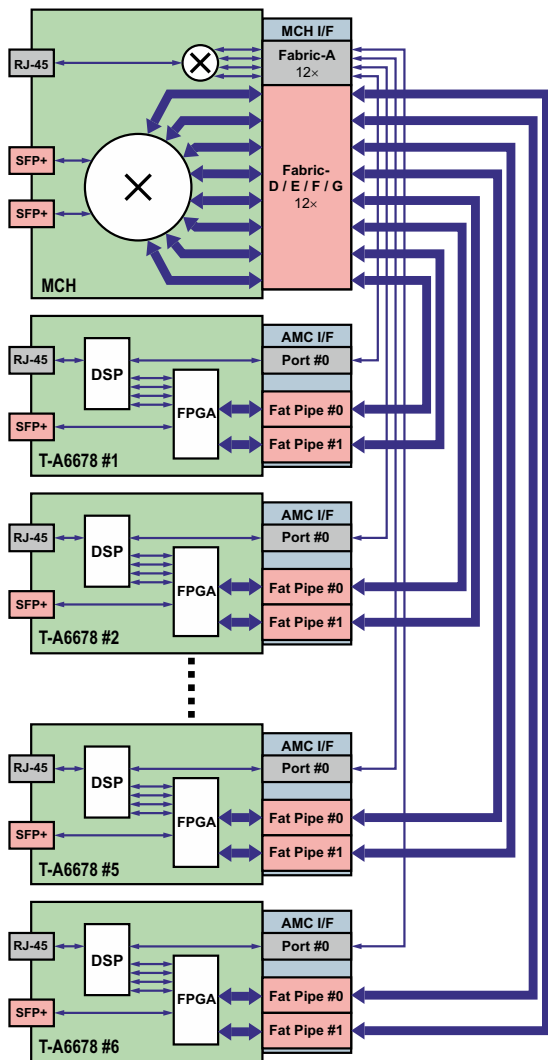 MCH I/F
RJ-45
Fabric-A
12×
SFP+
Fabric-
D / E / F / G
12×
SFP+
MCH
AMC I/F
RJ-45
Port #0
DSP
FPGA
Fat Pipe #0
SFP+
Fat Pipe #1
T-A6678 #1
AMC I/F
RJ-45
Port #0
DSP
FPGA
Fat Pipe #0
SFP+
Fat Pipe #1
T-A6678 #2
AMC I/F
RJ-45
Port #0
DSP
FPGA
Fat Pipe #0
SFP+
Fat Pipe #1
T-A6678 #5
AMC I/F
RJ-45
Port #0
DSP
FPGA
Fat Pipe #0
SFP+
Fat Pipe #1
T-A6678 #6